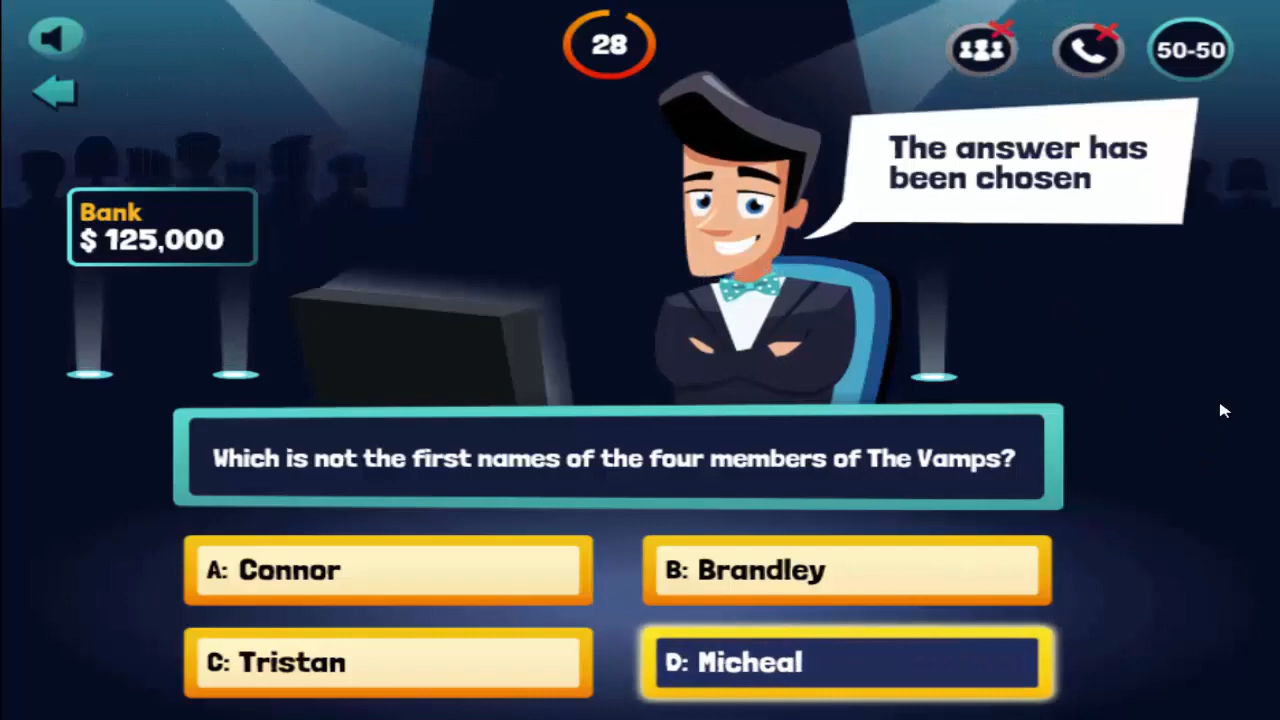 28
50-50
The answer has
been chosen
Bank
$ 125,000
Which is not the first names of the four members of The Vamps?
A: Connor
B: Brandley
C: Tristan
D: Micheal